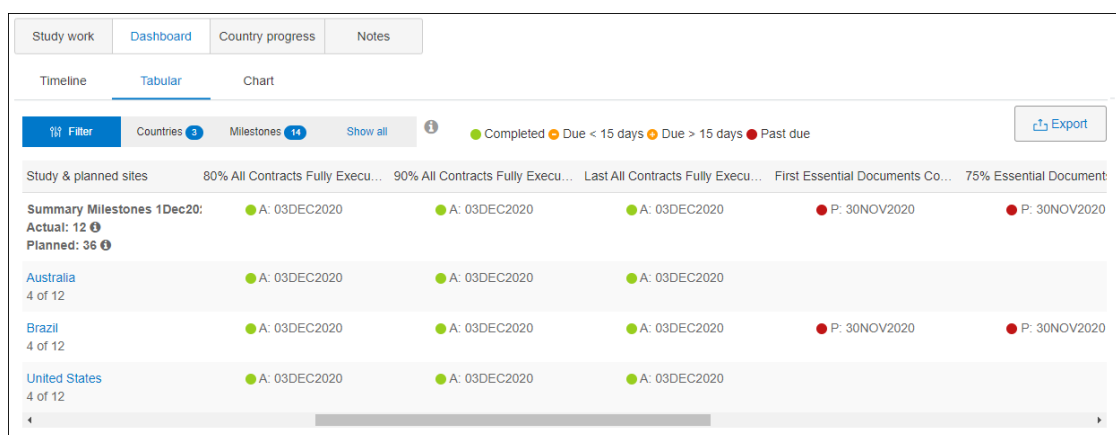 Study work Dashboard Country progress Notes
Timeline Tabular Chart
Filter Countries 3 Milestones 14 Show all Completed Due < 15 days Due > 15 days Past due Export
Study & planned sites 80% All Contracts Fully Execu... 90% All Contracts Fully Execu... Last All Contracts Fully Execu... First Essential Documents Co... 75% Essential Documents
Summary Milestones 1Dec20 A: 03DEC2020 A: 03DEC2020 A: 03DEC2020 P: 30NOV2020 P: 30NOV2020
Actual: 12
Planned: 36
Australia A: 03DEC2020 A: 03DEC2020 A: 03DEC2020
4 of 12
Brazil A: 03DEC2020 A: 03DEC2020 A: 03DEC2020 P: 30NOV2020 P: 30NOV2020
4 of 12
United States A: 03DEC2020 A: 03DEC2020 A: 03DEC2020
4 of 12